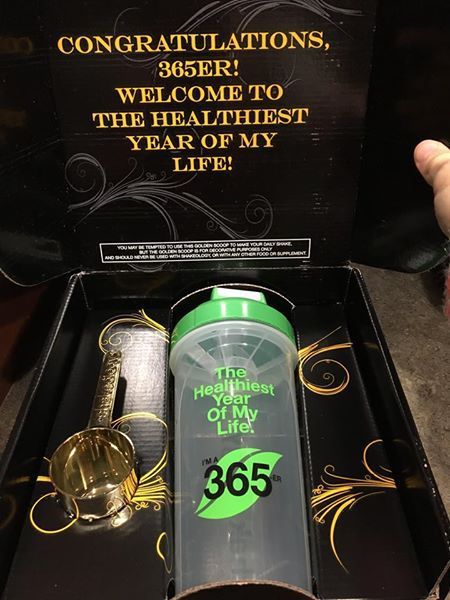 CONGRATULATIONS,
365ER!
WELCOME TO
THE HEALTHIEST
YEAR OF MY
LIFE!
YOU MAY BE TEMPTED TO USE THIS GOLDEN SCOOP TO MAKE YOUR DAILY SHAKE,
BUT THE GOLDEN SCOOP IS FOR DECORATIVE PURPOSES ONLY
AND SHOULD NEVER BE USED WITH SHAKEOLOGY, OR WITH ANY OTHER FOOD OR SUPPLEMENT.
The
Healthiest
Year
Of My
Life.
I'M A
365ER